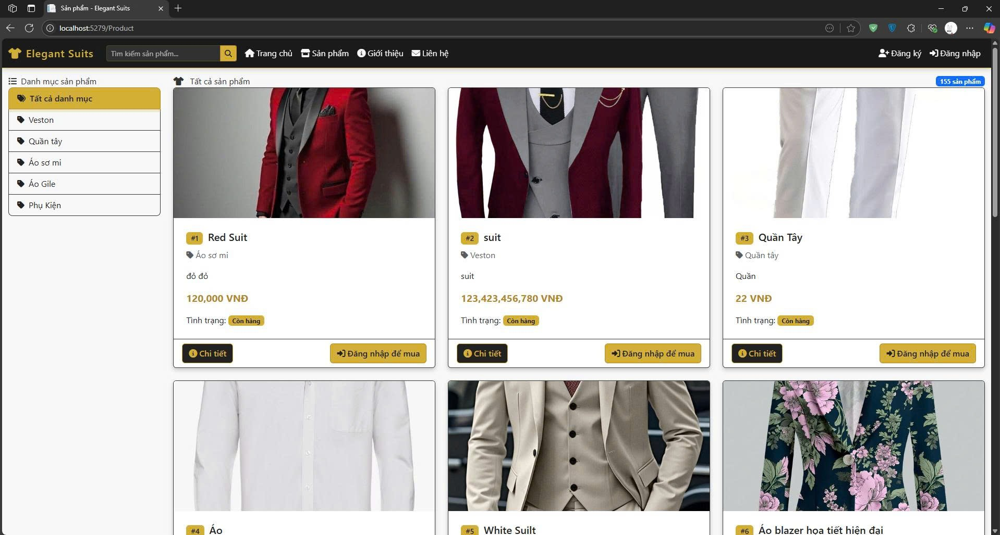 Sản phẩm - Elegant Suits
localhost:5279/Product
Elegant Suits
Tìm kiếm sản phẩm...
Trang chủ
Sản phẩm
Giới thiệu
Liên hệ
Đăng ký
Đăng nhập
Danh mục sản phẩm
Tất cả danh mục
Veston
Quần tây
Áo sơ mi
Áo Gile
Phụ Kiện
Tất cả sản phẩm
155 sản phẩm
#1 Red Suit
Áo sơ mi
đỏ đỏ
120,000 VNĐ
Tình trạng: Còn hàng
Chi tiết
Đăng nhập để mua
#2 suit
Veston
suit
123,423,456,780 VNĐ
Tình trạng: Còn hàng
Chi tiết
Đăng nhập để mua
#3 Quần Tây
Quần tây
Quần
22 VNĐ
Tình trạng: Còn hàng
Chi tiết
Đăng nhập để mua
#4 Áo
#5 White Suilt
#6 Áo blazer họa tiết hiện đại